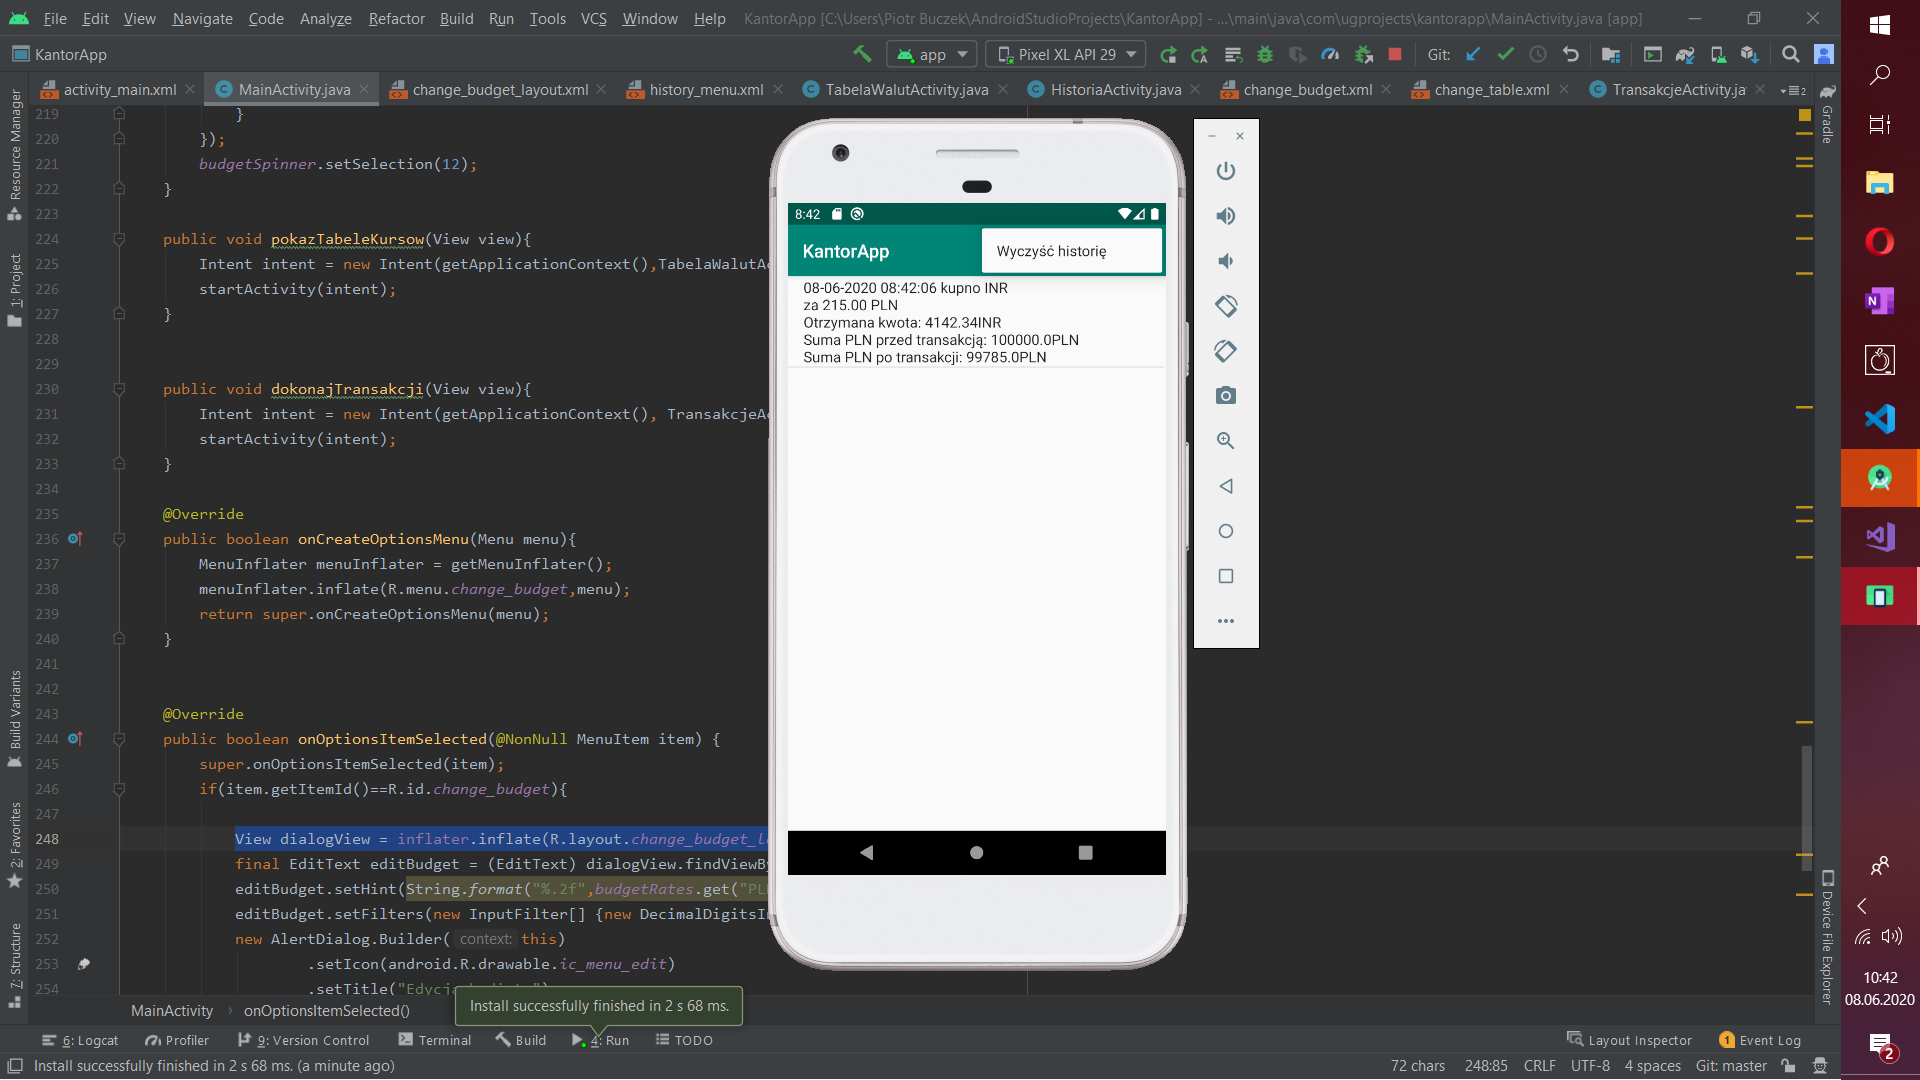 File Edit View Navigate Code Analyze Refactor Build Run Tools VCS Window Help KantorApp [C:\Users\Piotr Buczek\AndroidStudioProjects\KantorApp] - ...\main\java\com\ugprojects\kantorapp\MainActivity.java [app]
KantorApp
app
Pixel XL API 29
Git:
activity_main.xml MainActivity.java change_budget_layout.xml history_menu.xml TabelaWalutActivity.java HistoriaActivity.java change_budget.xml change_table.xml TransakcjeActivity.ja
219 }
220 });
221 budgetSpinner.setSelection(12);
222 }
223
224 public void pokazTabeleKursow(View view){
225 Intent intent = new Intent(getApplicationContext(),TabelaWalutAc
226 startActivity(intent);
227 }
228
229
230 public void dokonajTransakcji(View view){
231 Intent intent = new Intent(getApplicationContext(), TransakcjeAc
232 startActivity(intent);
233 }
234
235 @Override
236 public boolean onCreateOptionsMenu(Menu menu){
237 MenuInflater menuInflater = getMenuInflater();
238 menuInflater.inflate(R.menu.change_budget,menu);
239 return super.onCreateOptionsMenu(menu);
240 }
241
242
243 @Override
244 public boolean onOptionsItemSelected(@NonNull MenuItem item) {
245 super.onOptionsItemSelected(item);
246 if(item.getItemId()==R.id.change_budget){
247
248 View dialogView = inflater.inflate(R.layout.change_budget_l
249 final EditText editBudget = (EditText) dialogView.findViewBy
250 editBudget.setHint(String.format("%.2f",budgetRates.get("PL
251 editBudget.setFilters(new InputFilter[] {new DecimalDigitsIn
252 new AlertDialog.Builder( context: this)
253 .setIcon(android.R.drawable.ic_menu_edit)
254
8:42
KantorApp
Wyczyść historię
08-06-2020 08:42:06 kupno INR
za 215.00 PLN
Otrzymana kwota: 4142.34INR
Suma PLN przed transakcją: 100000.0PLN
Suma PLN po transakcji: 99785.0PLN
Resource Manager
1: Project
Build Variants
2: Favorites
7: Structure
Gradle
Device File Explorer
Install successfully finished in 2 s 68 ms.
MainActivity › onOptionsItemSelected()
6: Logcat Profiler 9: Version Control Terminal Build 4: Run TODO Layout Inspector 1 Event Log
Install successfully finished in 2 s 68 ms. (a minute ago) 72 chars 248:85 CRLF UTF-8 4 spaces Git: master
10:42
08.06.2020
2